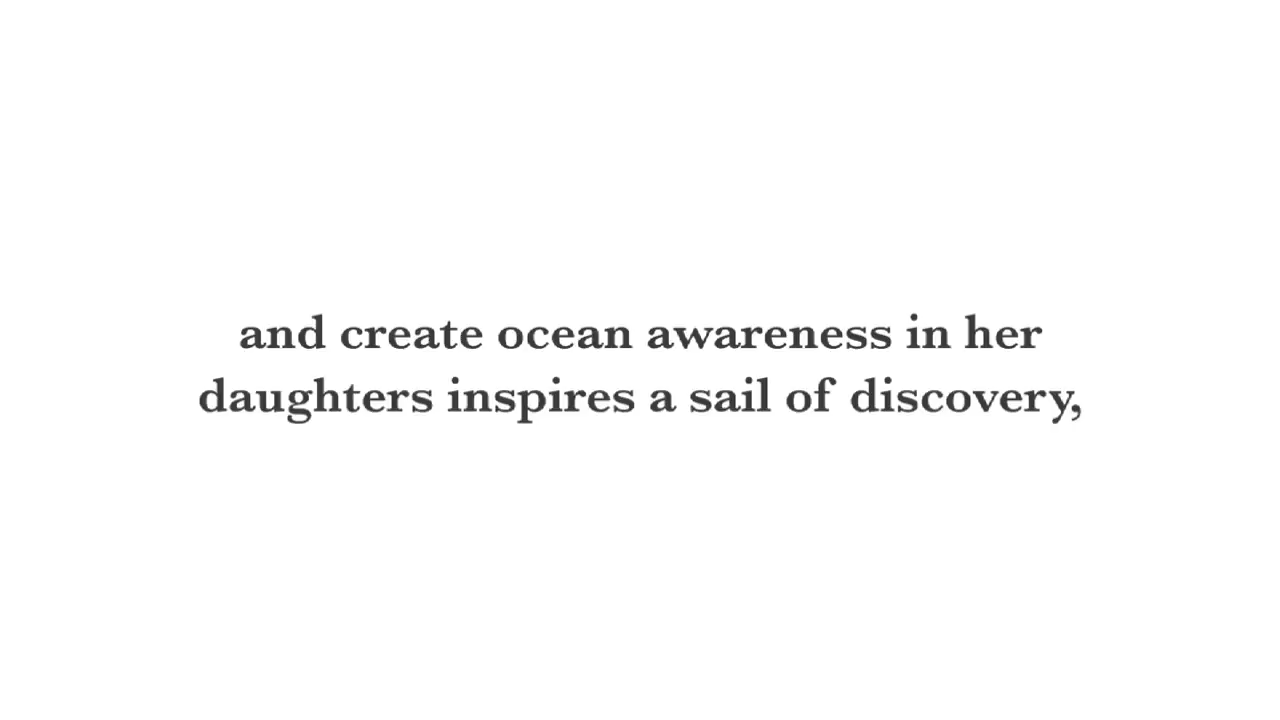 and create ocean awareness in her
daughters inspires a sail of discovery,